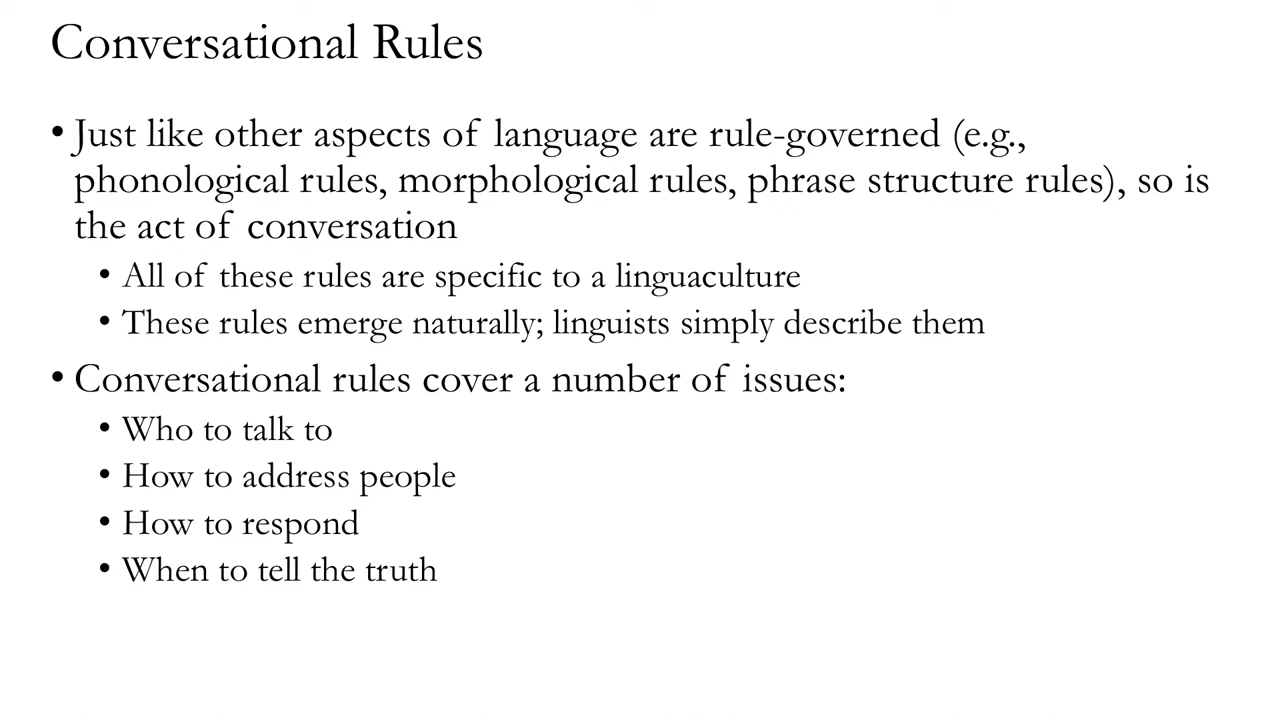 Conversational Rules
• Just like other aspects of language are rule-governed (e.g.,
phonological rules, morphological rules, phrase structure rules), so is
the act of conversation
• All of these rules are specific to a linguaculture
• These rules emerge naturally; linguists simply describe them
• Conversational rules cover a number of issues:
• Who to talk to
• How to address people
• How to respond
• When to tell the truth